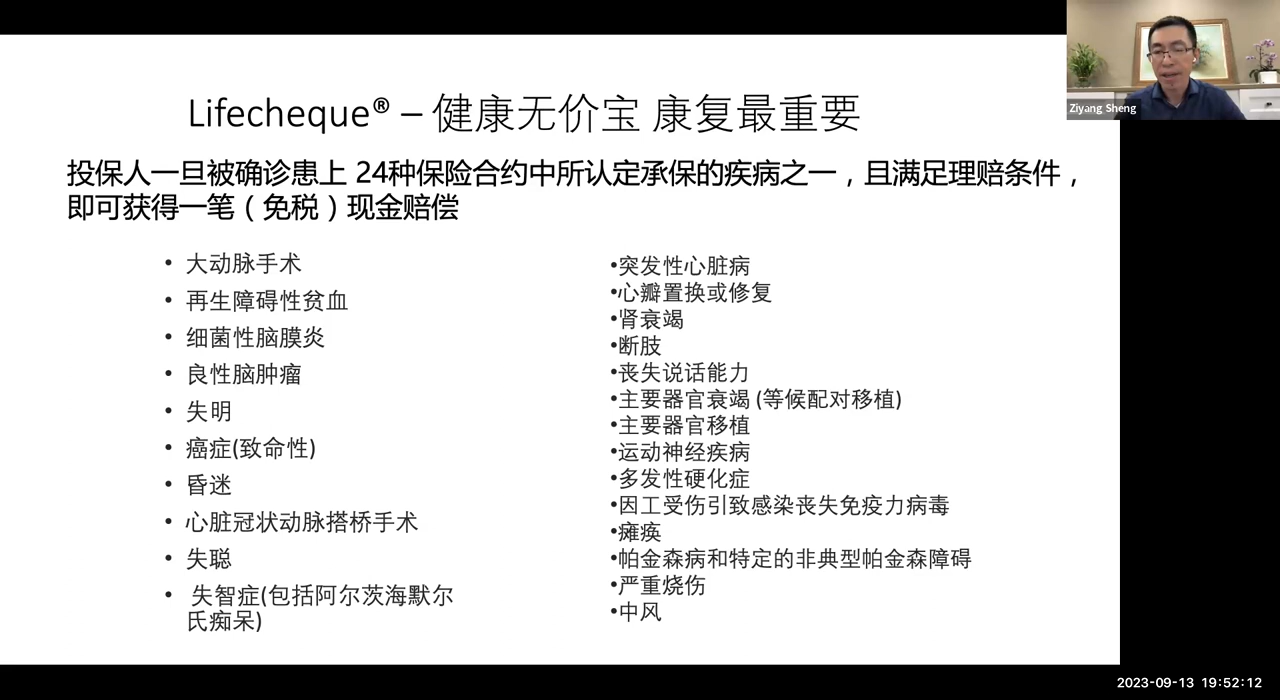 Lifecheque® – 健康无价宝 康复最重要
投保人一旦被确诊患上 24种保险合约中所认定承保的疾病之一，且满足理赔条件，
即可获得一笔（免税）现金赔偿
• 大动脉手术
• 再生障碍性贫血
• 细菌性脑膜炎
• 良性脑肿瘤
• 失明
• 癌症(致命性)
• 昏迷
• 心脏冠状动脉搭桥手术
• 失聪
• 失智症(包括阿尔茨海默尔
氏痴呆)
•突发性心脏病
•心瓣置换或修复
•肾衰竭
•断肢
•丧失说话能力
•主要器官衰竭 (等候配对移植)
•主要器官移植
•运动神经疾病
•多发性硬化症
•因工受伤引致感染丧失免疫力病毒
•瘫痪
•帕金森病和特定的非典型帕金森障碍
•严重烧伤
•中风
Ziyang Sheng
2023-09-13 19:52:12